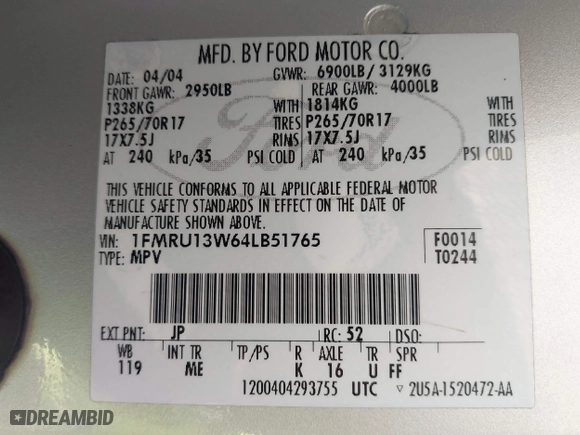 MFD. BY FORD MOTOR CO.
DATE: 04/04 GVWR: 6900LB/ 3129KG
FRONT GAWR: 2950LB REAR GAWR: 4000LB
1338KG WITH 1814KG WITH
P265/70R17 TIRES P265/70R17 TIRES
17X7.5J RIMS 17X7.5J RIMS
AT 240 kPa/35 PSI COLD AT 240 kPa/35 PSI COLD
Ford
THIS VEHICLE CONFORMS TO ALL APPLICABLE FEDERAL MOTOR
VEHICLE SAFETY STANDARDS IN EFFECT ON THE DATE OF
MANUFACTURE SHOWN ABOVE.
VIN: 1FMRU13W64LB51765 F0014
TYPE: MPV T0244
EXT PNT: JP RC: 52 DSO:
WB INT TR TP/PS R AXLE TR SPR
119 ME K 16 U FF
1200404293755 UTC 2U5A-1520472-AA
DREAMBID